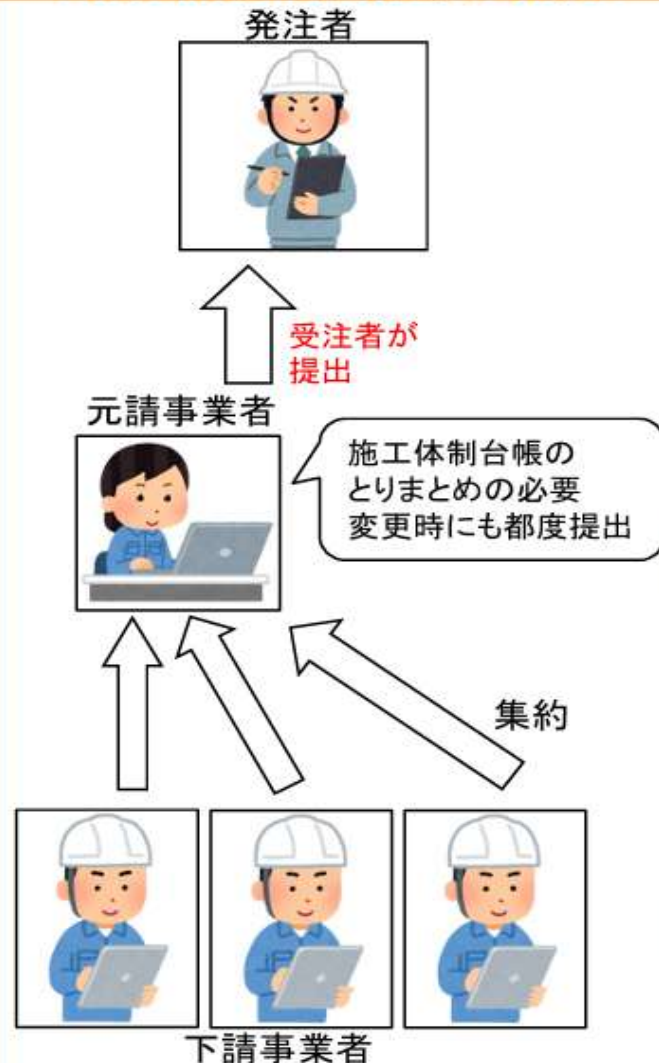 発注者
受注者が
提出
元請事業者
施工体制台帳の
とりまとめの必要
変更時にも都度提出
集約
下請事業者